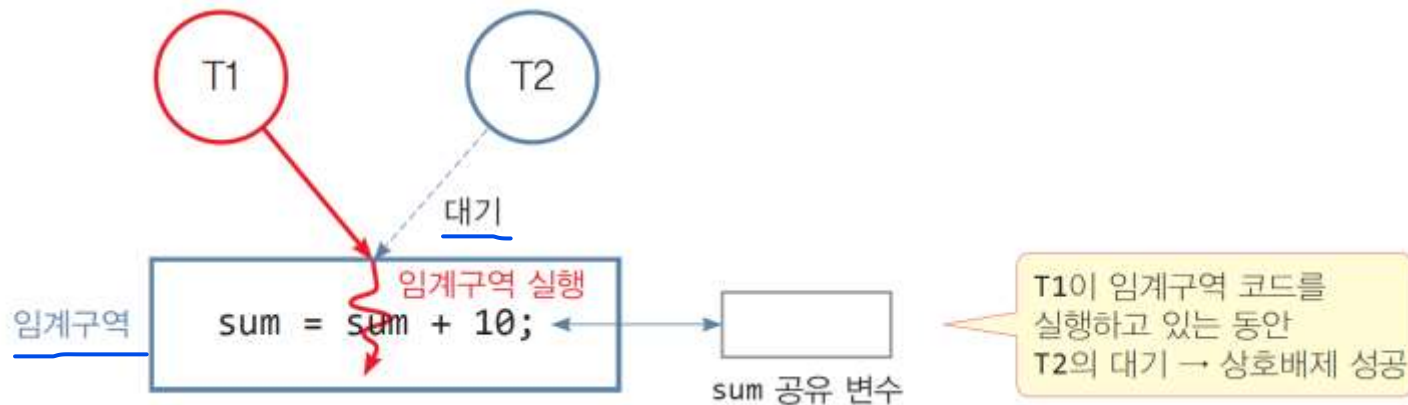 T1
T2
대기
임계구역 실행
임계구역
sum = sum + 10;
sum 공유 변수
T1이 임계구역 코드를
실행하고 있는 동안
T2의 대기 → 상호배제 성공